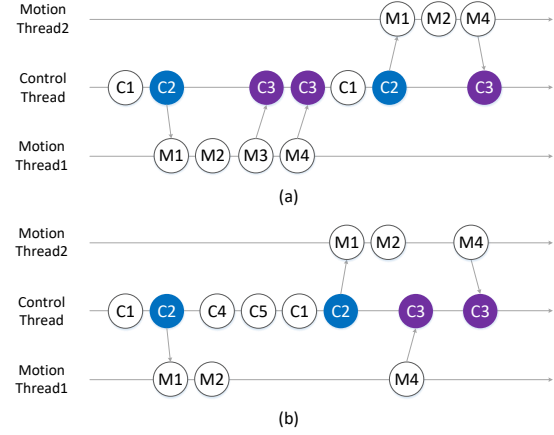 Motion
Thread2
M1 M2 M4
Control
Thread
C1 C2 C3 C3 C1 C2 C3
Motion
Thread1
M1 M2 M3 M4
(a)
Motion
Thread2
M1 M2 M4
Control
Thread
C1 C2 C4 C5 C1 C2 C3 C3
Motion
Thread1
M1 M2 M4
(b)